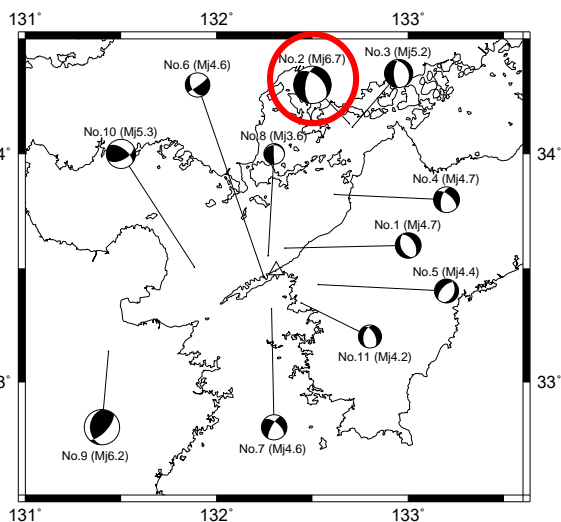 131˚ 132˚ 133˚
No.2 (Mj6.7)
No.3 (Mj5.2)
No.6 (Mj4.6)
No.10 (Mj5.3)
No.8 (Mj3.6)
34˚
No.4 (Mj4.7)
No.1 (Mj4.7)
No.5 (Mj4.4)
No.11 (Mj4.2)
3˚ 33˚
No.9 (Mj6.2)
No.7 (Mj4.6)
131˚ 132˚ 133˚